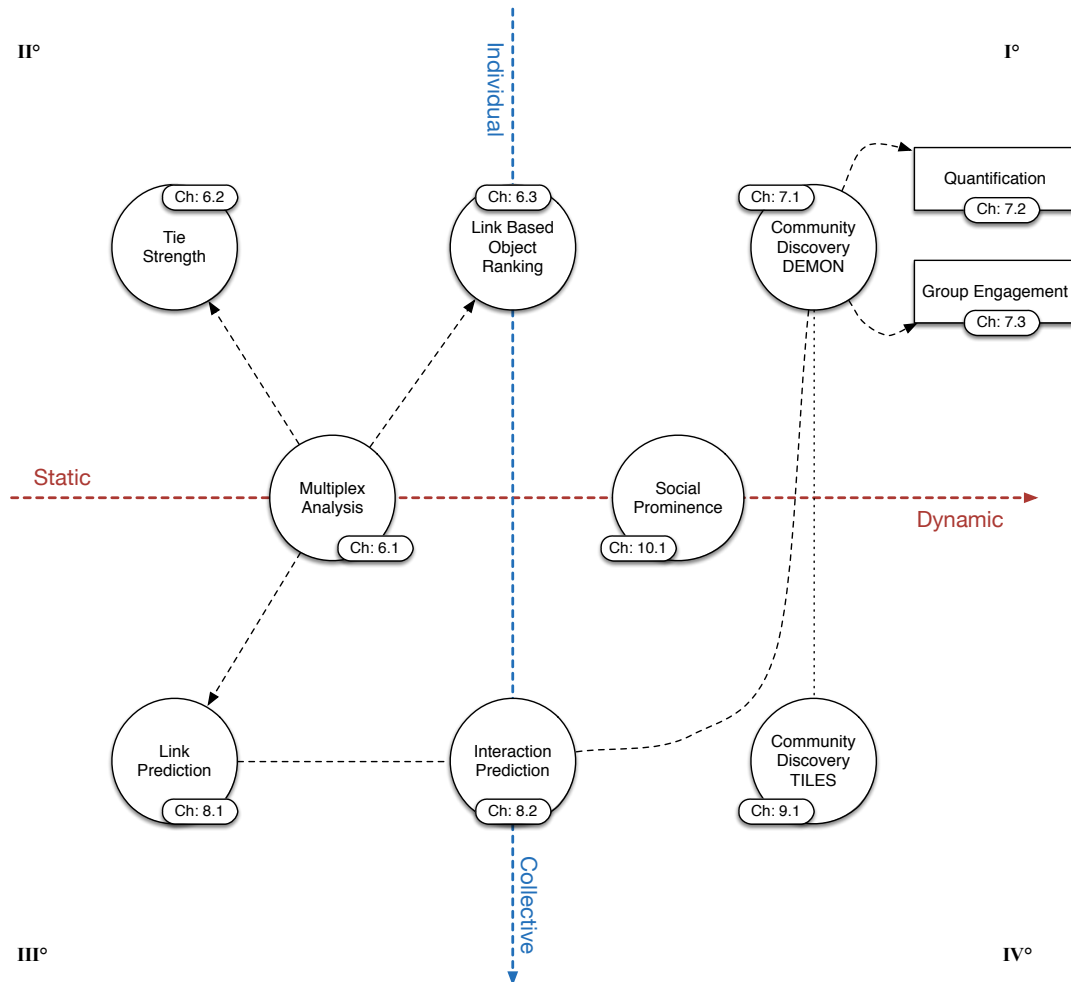 II°
I°
Individual
Ch: 6.2
Tie
Strength
Ch: 6.3
Link Based
Object
Ranking
Ch: 7.1
Community
Discovery
DEMON
Quantification
Ch: 7.2
Group Engagement
Ch: 7.3
Static
Multiplex
Analysis
Ch: 6.1
Social
Prominence
Ch: 10.1
Dynamic
Link
Prediction
Ch: 8.1
Interaction
Prediction
Ch: 8.2
Community
Discovery
TILES
Ch: 9.1
Collective
III°
IV°